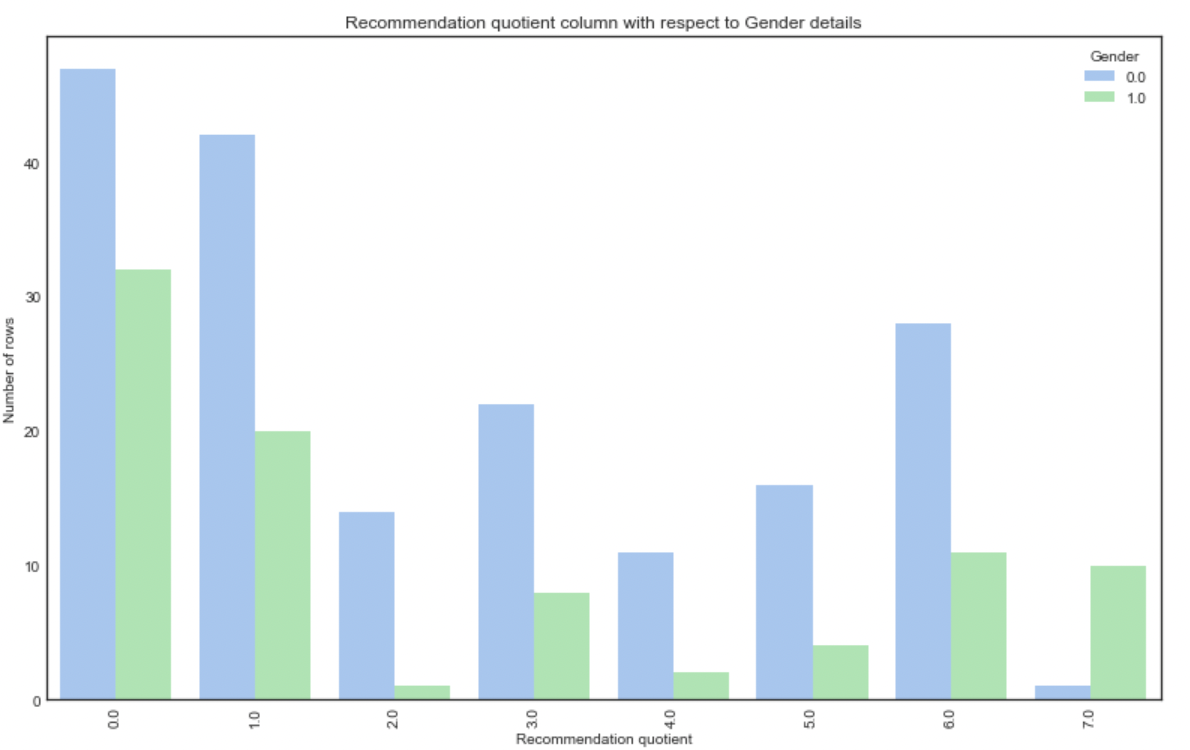 Recommendation quotient column with respect to Gender details
Gender
0.0
1.0
Number of rows
40
30
20
10
0
0.0 1.0 2.0 3.0 4.0 5.0 6.0 7.0
Recommendation quotient